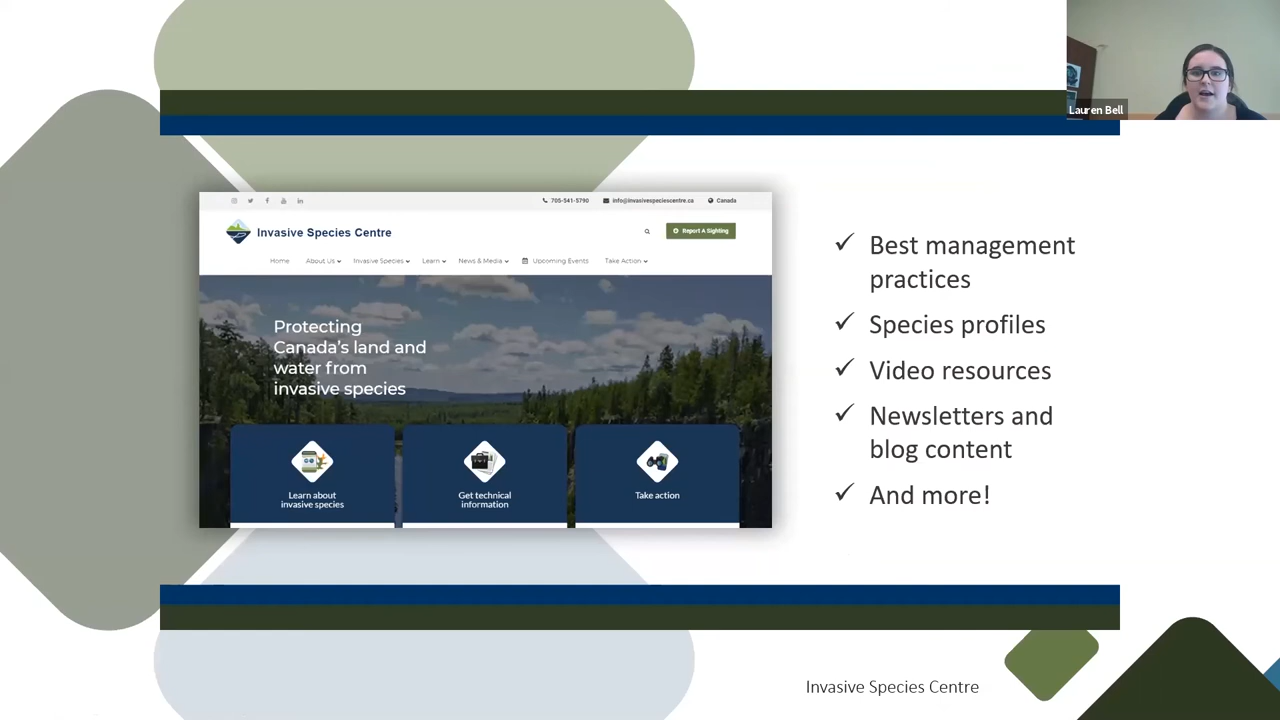 Lauren Bell
705-541-5790
info@invasivespeciescentre.ca
Canada
Invasive Species Centre
Report A Sighting
Home
About Us
Invasive Species
Learn
News & Media
Upcoming Events
Take Action
Protecting
Canada's land and
water from
invasive species
Learn about
invasive species
Get technical
information
Take action
Best management
practices
Species profiles
Video resources
Newsletters and
blog content
And more!
Invasive Species Centre